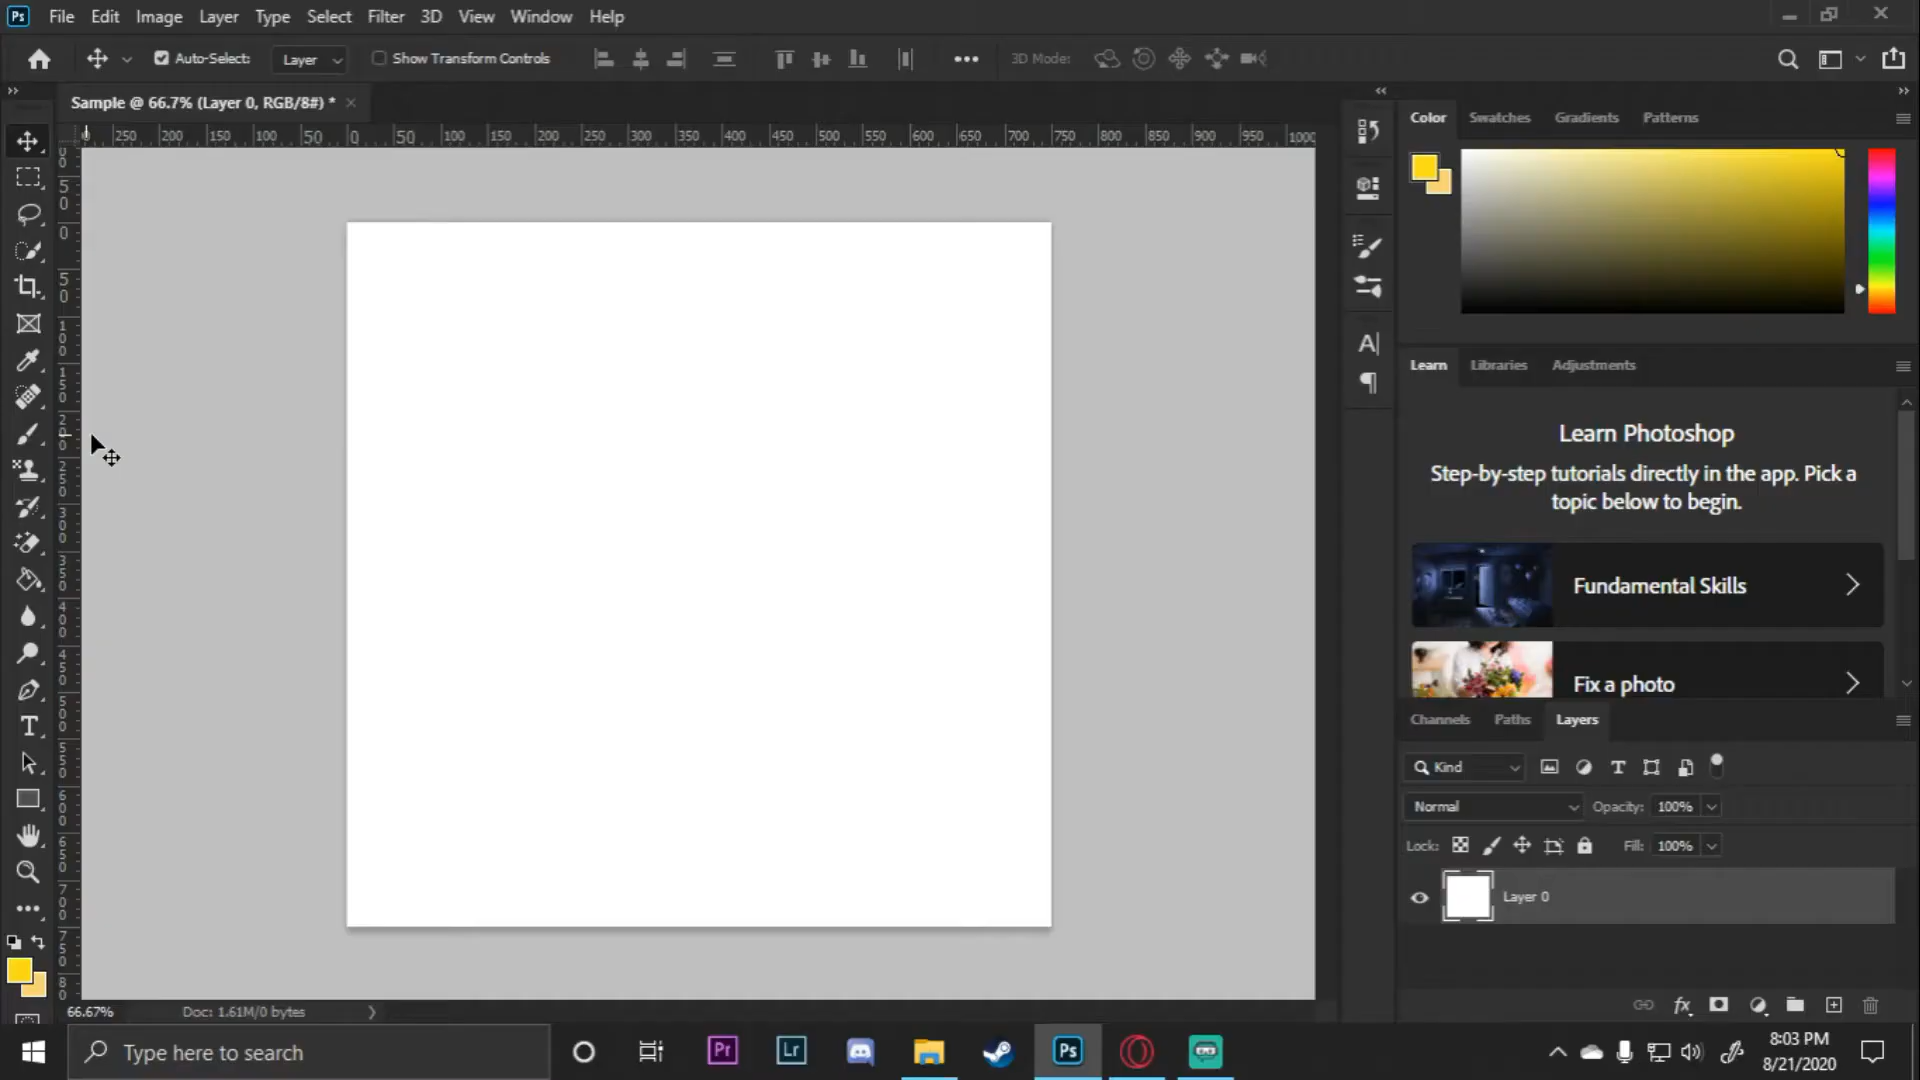 Ps File Edit Image Layer Type Select Filter 3D View Window Help
Auto-Select: Layer Show Transform Controls 3D Mode:
Sample @ 66.7% (Layer 0, RGB/8#) *
250 200 150 100 50 0 50 100 150 200 250 300 350 400 450 500 550 600 650 700 750 800 850 900 950 1000
Color Swatches Gradients Patterns
Learn Libraries Adjustments
Learn Photoshop
Step-by-step tutorials directly in the app. Pick a
topic below to begin.
Fundamental Skills
Fix a photo
Channels Paths Layers
Kind
Normal Opacity: 100%
Lock: Fill: 100%
Layer 0
66.67% Doc: 1.61M/0 bytes
Type here to search
Pr Lr Ps
8:03 PM
8/21/2020